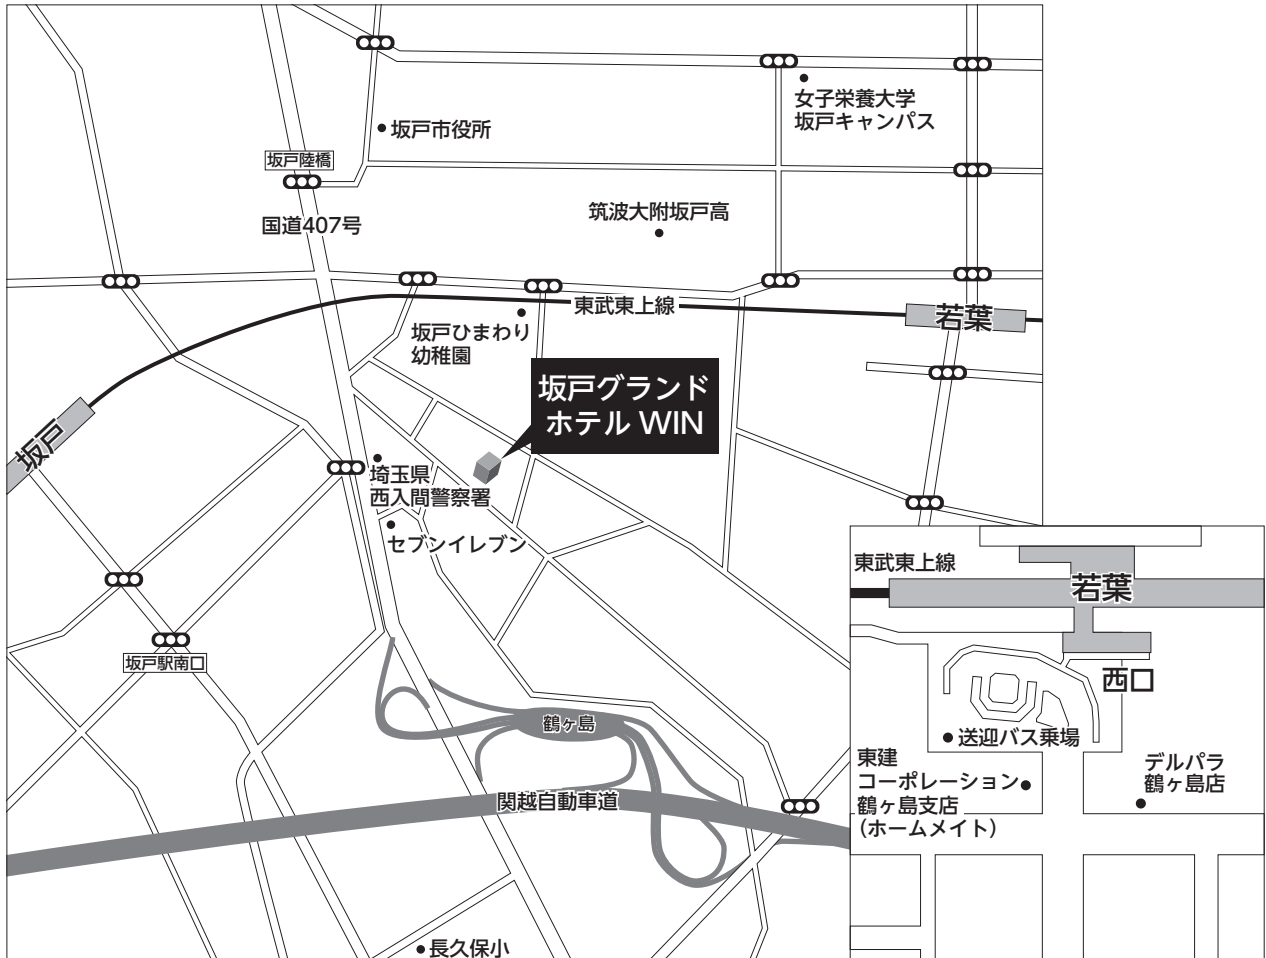 女子栄養大学
坂戸キャンパス
坂戸市役所
坂戸陸橋
国道407号
筑波大附坂戸高
東武東上線
若葉
坂戸ひまわり
幼稚園
坂戸グランド
ホテル WIN
坂戸
埼玉県
西入間警察署
セブンイレブン
坂戸駅南口
鶴ヶ島
関越自動車道
長久保小
東武東上線
若葉
西口
送迎バス乗場
東建
コーポレーション
鶴ヶ島支店
(ホームメイト)
デルパラ
鶴ヶ島店